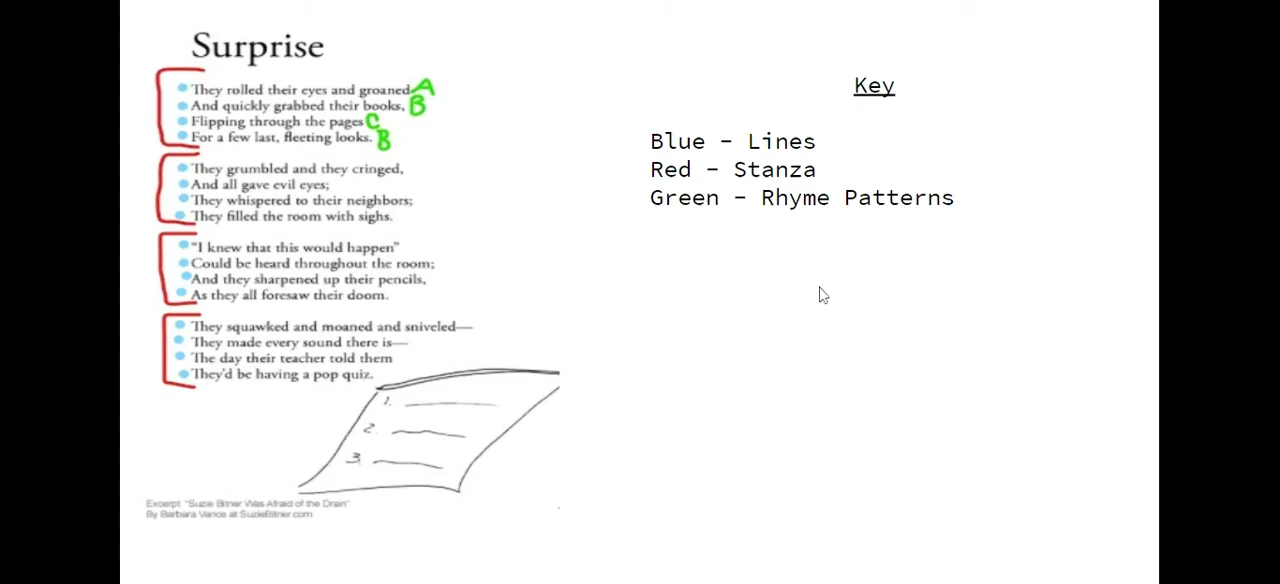 Surprise
They rolled their eyes and groaned A
And quickly grabbed their books, B
Flipping through the pages C
For a few last, fleeting looks. B
They grumbled and they cringed,
And all gave evil eyes;
They whispered to their neighbors;
They filled the room with sighs.
"I knew that this would happen"
Could be heard throughout the room;
And they sharpened up their pencils,
As they all foresaw their doom.
They squawked and moaned and sniveled—
They made every sound there is—
The day their teacher told them
They'd be having a pop quiz.
1.
2.
3.
Excerpt "Suzie Bitner Was Afraid of the Drain"
By Barbara Vance at SuzieBitner.com
Key
Blue - Lines
Red - Stanza
Green - Rhyme Patterns